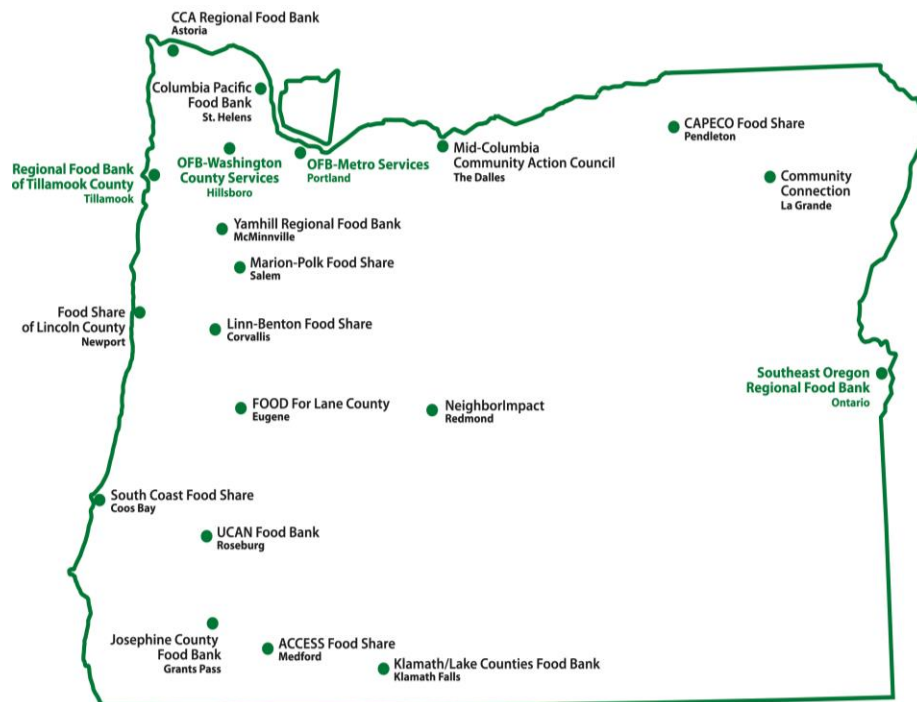 CCA Regional Food Bank
Astoria
Columbia Pacific
Food Bank
St. Helens
CAPECO Food Share
Pendleton
Mid-Columbia
Community Action Council
The Dalles
OFB-Washington
County Services
Hillsboro
OFB-Metro Services
Portland
Regional Food Bank
of Tillamook County
Tillamook
Community
Connection
La Grande
Yamhill Regional Food Bank
McMinnville
Marion-Polk Food Share
Salem
Food Share
of Lincoln County
Newport
Linn-Benton Food Share
Corvallis
Southeast Oregon
Regional Food Bank
Ontario
FOOD For Lane County
Eugene
NeighborImpact
Redmond
South Coast Food Share
Coos Bay
UCAN Food Bank
Roseburg
Josephine County
Food Bank
Grants Pass
ACCESS Food Share
Medford
Klamath/Lake Counties Food Bank
Klamath Falls